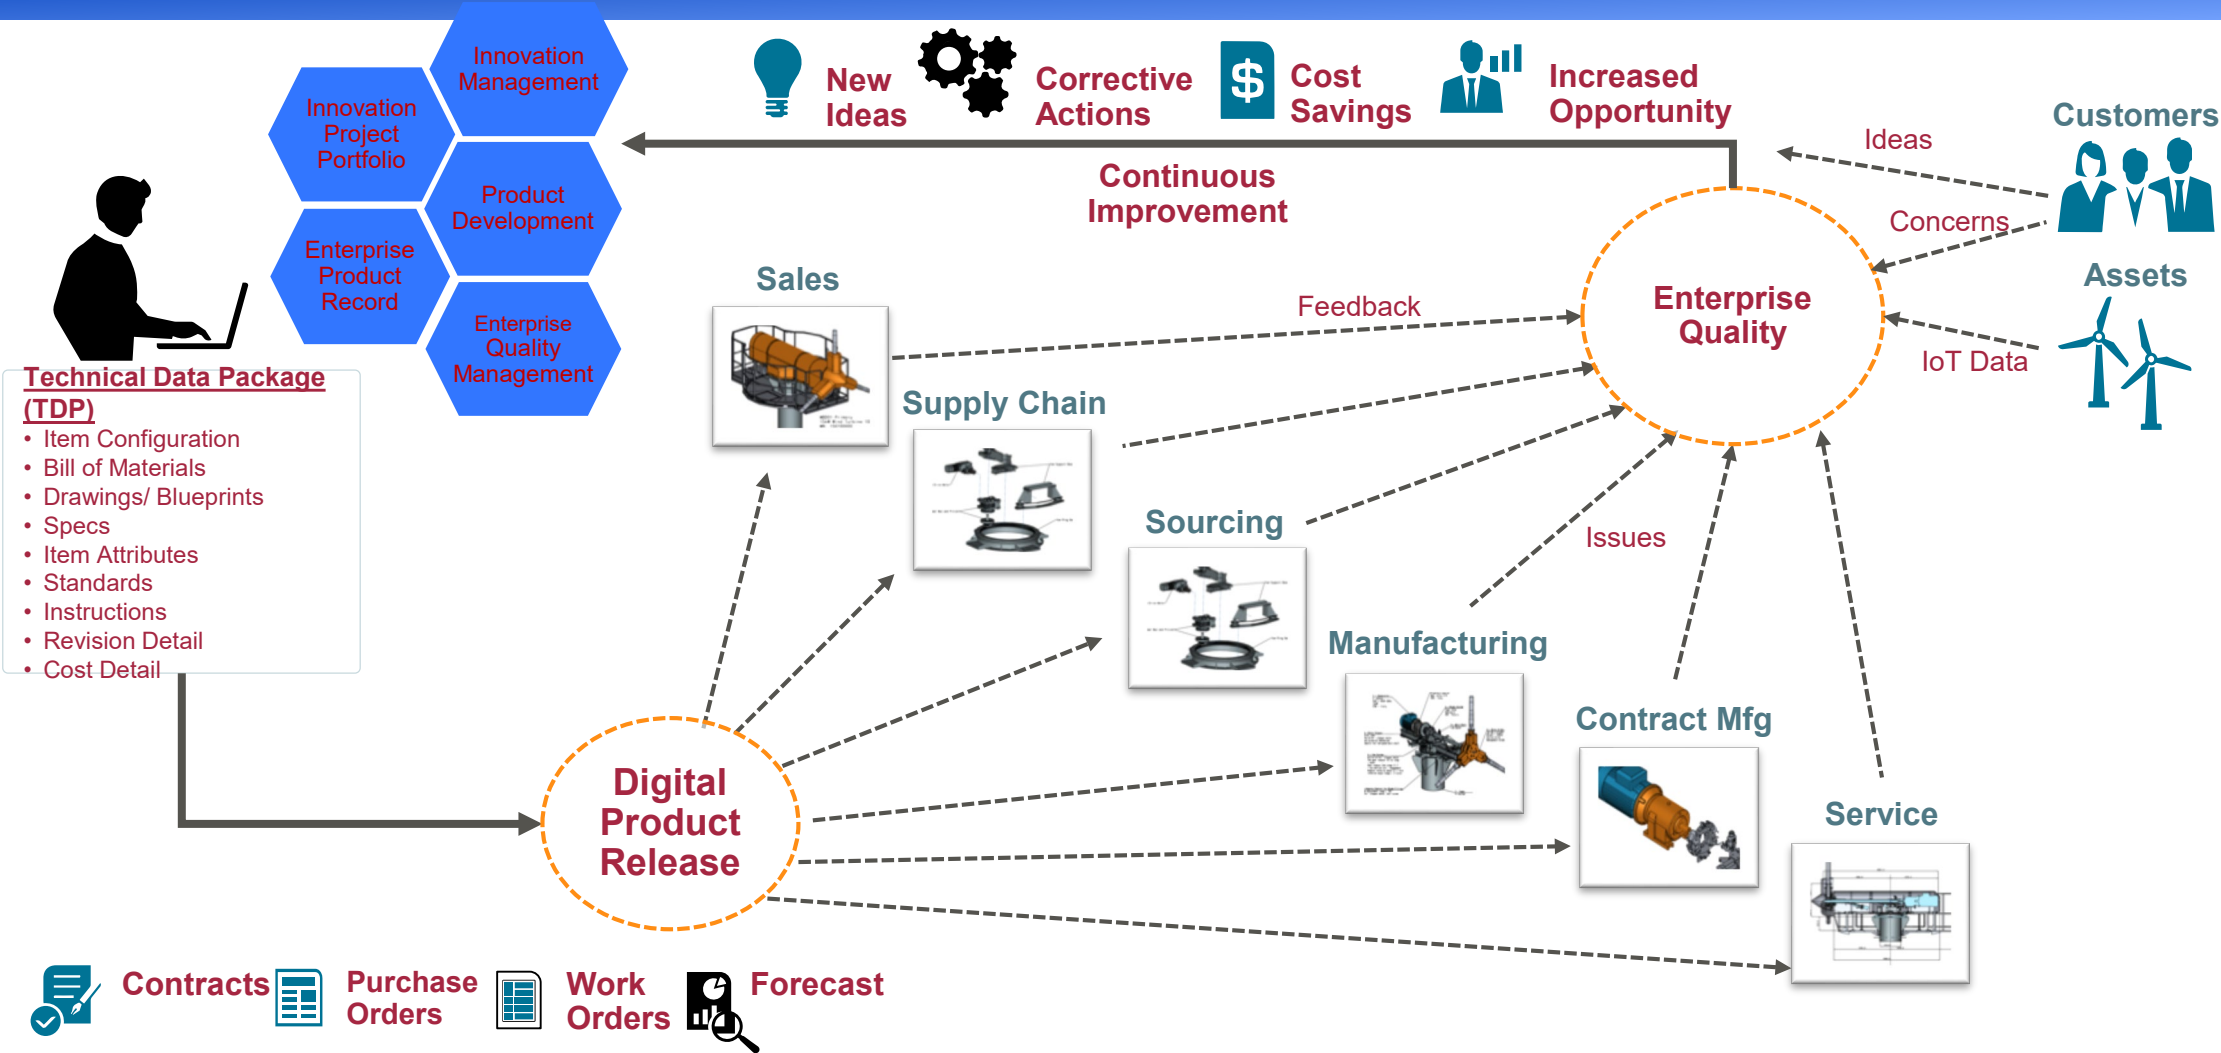 Innovation
Management
Innovation
Project
Portfolio
Product
Development
Enterprise
Product
Record
Enterprise
Quality
Management
New
Ideas
Corrective
Actions
Cost
Savings
Increased
Opportunity
Continuous
Improvement
Customers
Ideas
Concerns
Assets
IoT Data
Enterprise
Quality
Feedback
Issues
Sales
Supply Chain
Sourcing
Manufacturing
Contract Mfg
Service
Technical Data Package
(TDP)
• Item Configuration
• Bill of Materials
• Drawings/ Blueprints
• Specs
• Item Attributes
• Standards
• Instructions
• Revision Detail
• Cost Detail
Digital
Product
Release
Contracts
Purchase
Orders
Work
Orders
Forecast